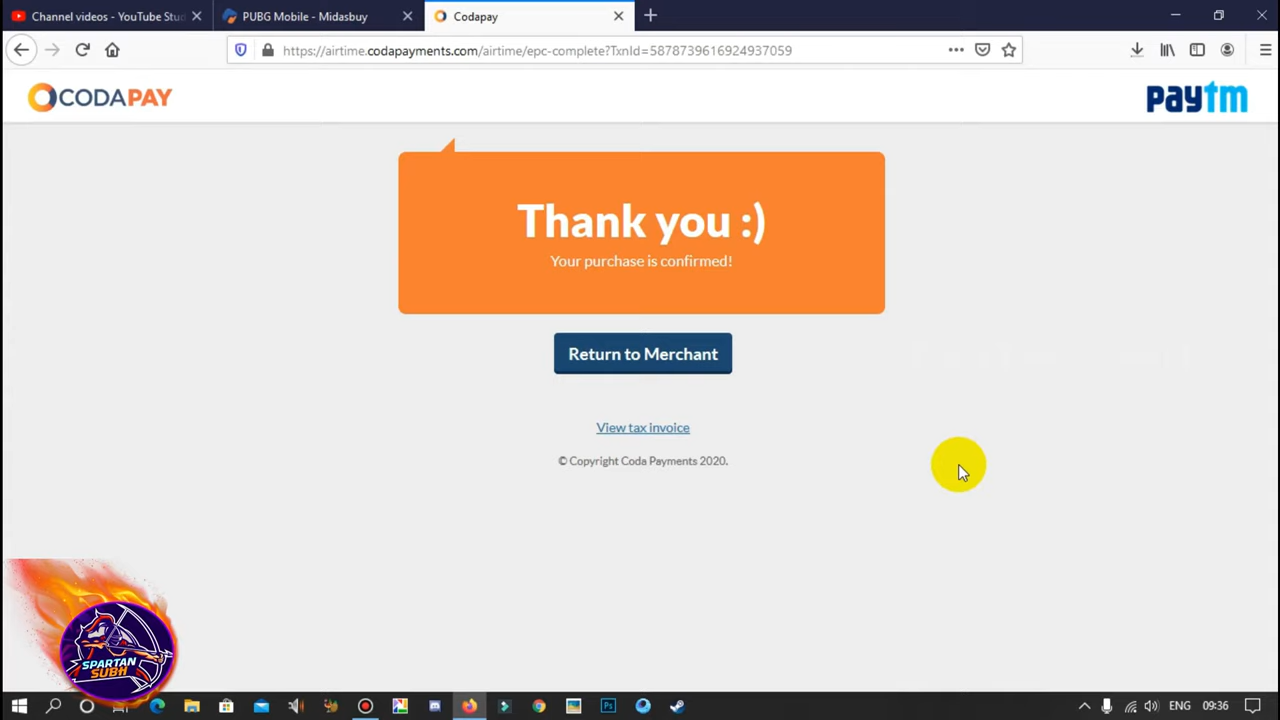 Channel videos - YouTube Stu
PUBG Mobile - Midasbuy
Codapay
https://airtime.codapayments.com/airtime/epc-complete?TxnId=5878739616924937059
CODAPAY
paytm
Thank you :)
Your purchase is confirmed!
Return to Merchant
View tax invoice
© Copyright Coda Payments 2020.
SPARTAN
SUBH
Ps
ENG
09:36